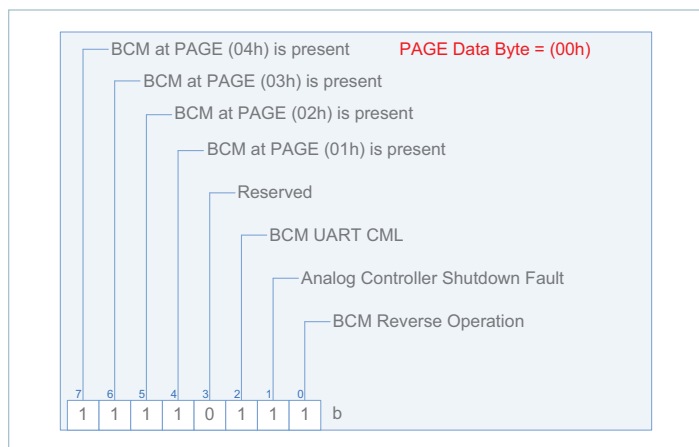 BCM at PAGE (04h) is present PAGE Data Byte = (00h)
BCM at PAGE (03h) is present
BCM at PAGE (02h) is present
BCM at PAGE (01h) is present
Reserved
BCM UART CML
Analog Controller Shutdown Fault
BCM Reverse Operation
7 6 5 4 3 2 1 0
1 1 1 1 0 1 1 1 b